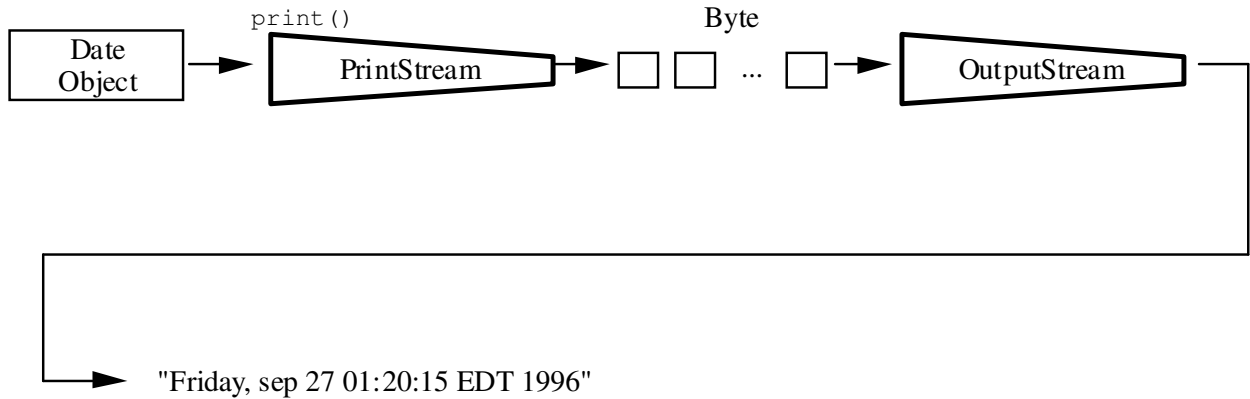 print()
Byte
Date
Object
PrintStream
...
OutputStream
"Friday, sep 27 01:20:15 EDT 1996"